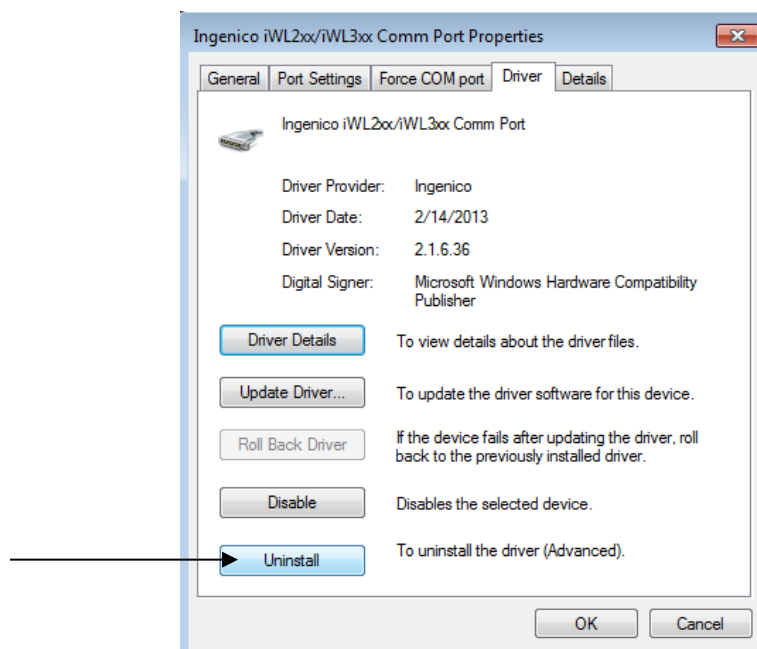 Ingenico iWL2xx/iWL3xx Comm Port Properties
General Port Settings Force COM port Driver Details
Ingenico iWL2xx/iWL3xx Comm Port
Driver Provider: Ingenico
Driver Date: 2/14/2013
Driver Version: 2.1.6.36
Digital Signer: Microsoft Windows Hardware Compatibility
Publisher
Driver Details To view details about the driver files.
Update Driver... To update the driver software for this device.
If the device fails after updating the driver, roll
Roll Back Driver back to the previously installed driver.
Disable Disables the selected device.
Uninstall To uninstall the driver (Advanced).
OK Cancel